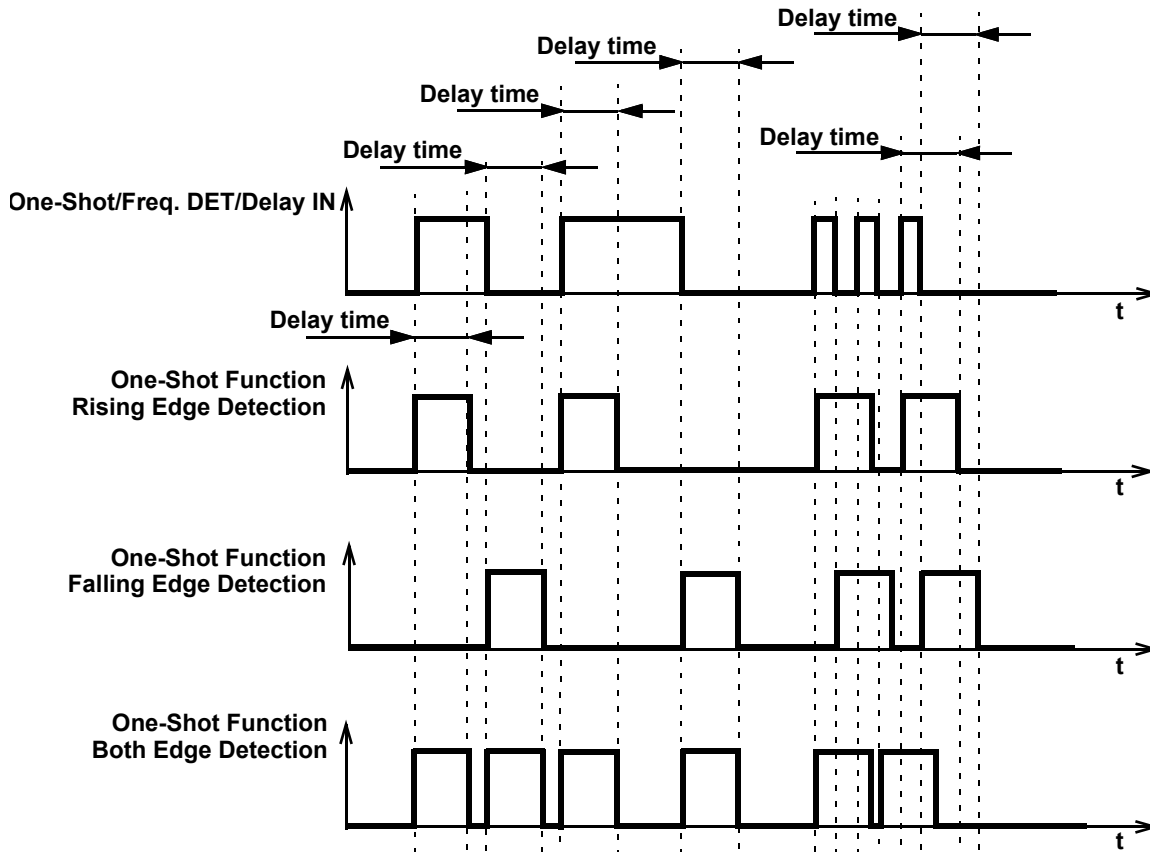 Delay time
Delay time
Delay time
Delay time
Delay time
One-Shot/Freq. DET/Delay IN
t
Delay time
One-Shot Function
Rising Edge Detection
t
One-Shot Function
Falling Edge Detection
t
One-Shot Function
Both Edge Detection
t